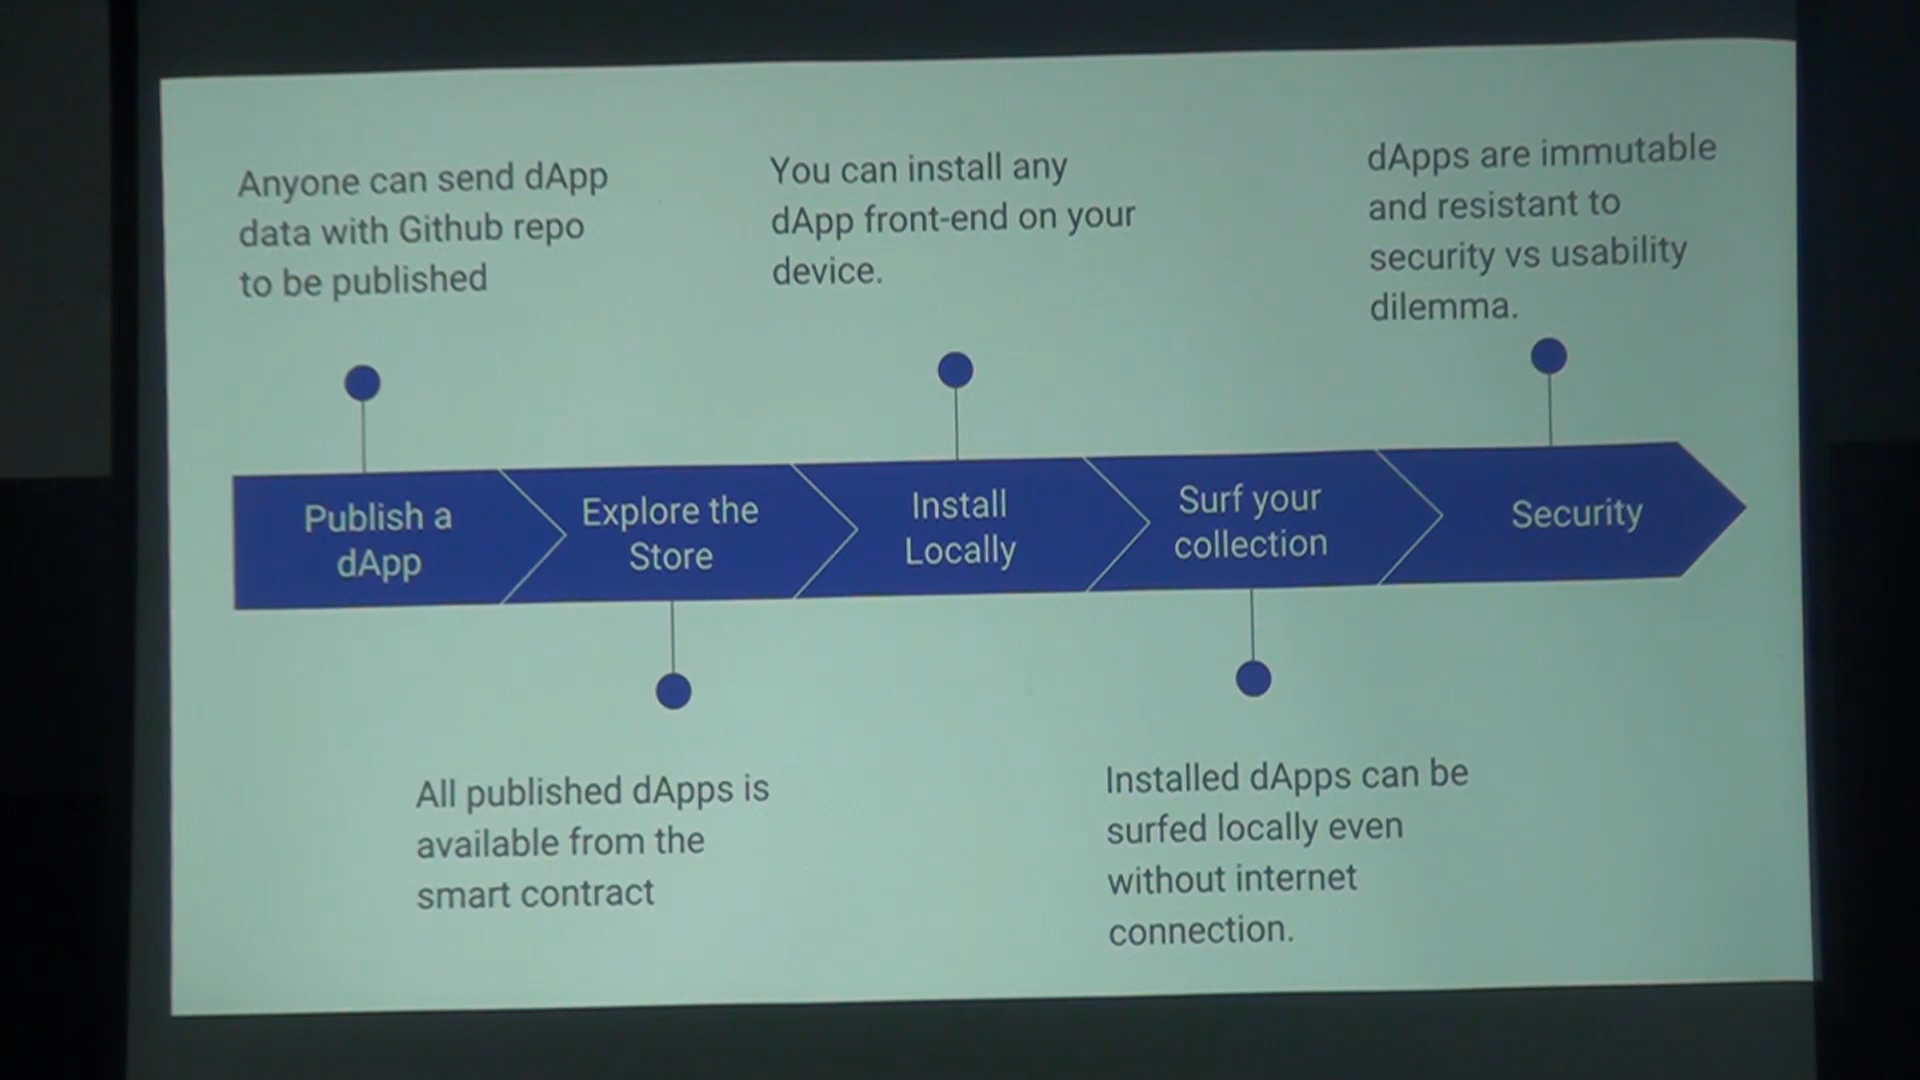 Anyone can send dApp
data with Github repo
to be published
You can install any
dApp front-end on your
device.
dApps are immutable
and resistant to
security vs usability
dilemma.
Publish a
dApp
Explore the
Store
Install
Locally
Surf your
collection
Security
All published dApps is
available from the
smart contract
Installed dApps can be
surfed locally even
without internet
connection.